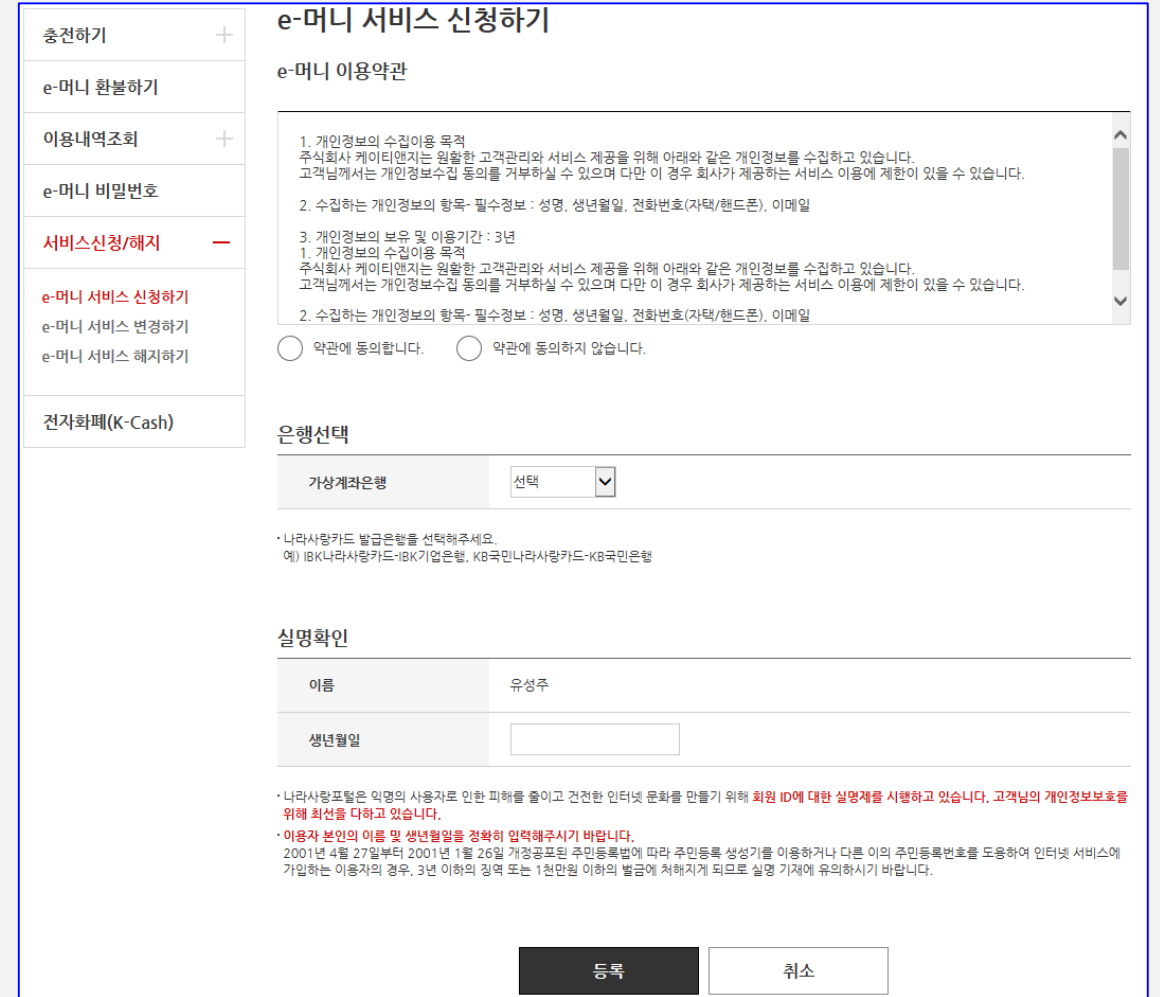 충전하기
e-머니 환불하기
이용내역조회
e-머니 비밀번호
서비스신청/해지
e-머니 서비스 신청하기
e-머니 서비스 변경하기
e-머니 서비스 해지하기
전자화폐(K-Cash)
e-머니 서비스 신청하기
e-머니 이용약관
1. 개인정보의 수집이용 목적
주식회사 케이티앤지는 원활한 고객관리와 서비스 제공을 위해 아래와 같은 개인정보를 수집하고 있습니다.
고객님께서는 개인정보수집 동의를 거부하실 수 있으며 다만 이 경우 회사가 제공하는 서비스 이용에 제한이 있을 수 있습니다.
2. 수집하는 개인정보의 항목- 필수정보 : 성명, 생년월일, 전화번호(자택/핸드폰), 이메일
3. 개인정보의 보유 및 이용기간 : 3년
1. 개인정보의 수집이용 목적
주식회사 케이티앤지는 원활한 고객관리와 서비스 제공을 위해 아래와 같은 개인정보를 수집하고 있습니다.
고객님께서는 개인정보수집 동의를 거부하실 수 있으며 다만 이 경우 회사가 제공하는 서비스 이용에 제한이 있을 수 있습니다.
2. 수집하는 개인정보의 항목- 필수정보 : 성명, 생년월일, 전화번호(자택/핸드폰), 이메일
약관에 동의합니다. 약관에 동의하지 않습니다.
은행선택
가상계좌은행 선택
· 나라사랑카드 발급은행을 선택해주세요.
예) IBK나라사랑카드-IBK기업은행, KB국민나라사랑카드-KB국민은행
실명확인
이름 유성주
생년월일
· 나라사랑포털은 익명의 사용자로 인한 피해를 줄이고 건전한 인터넷 문화를 만들기 위해 회원 ID에 대한 실명제를 시행하고 있습니다. 고객님의 개인정보보호를
위해 최선을 다하고 있습니다.
· 이용자 본인의 이름 및 생년월일을 정확히 입력해주시기 바랍니다.
2001년 4월 27일부터 2001년 1월 26일 개정공포된 주민등록법에 따라 주민등록 생성기를 이용하거나 다른 이의 주민등록번호를 도용하여 인터넷 서비스에
가입하는 이용자의 경우, 3년 이하의 징역 또는 1천만원 이하의 벌금에 처해지게 되므로 실명 기재에 유의하시기 바랍니다.
등록 취소